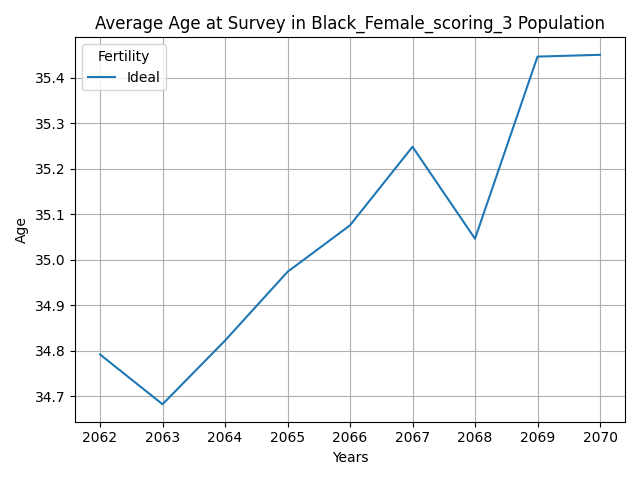 Average Age at Survey in Black_Female_scoring_3 Population
Fertility
Ideal
Age
35.4
35.3
35.2
35.1
35.0
34.9
34.8
34.7
2062 2063 2064 2065 2066 2067 2068 2069 2070
Years